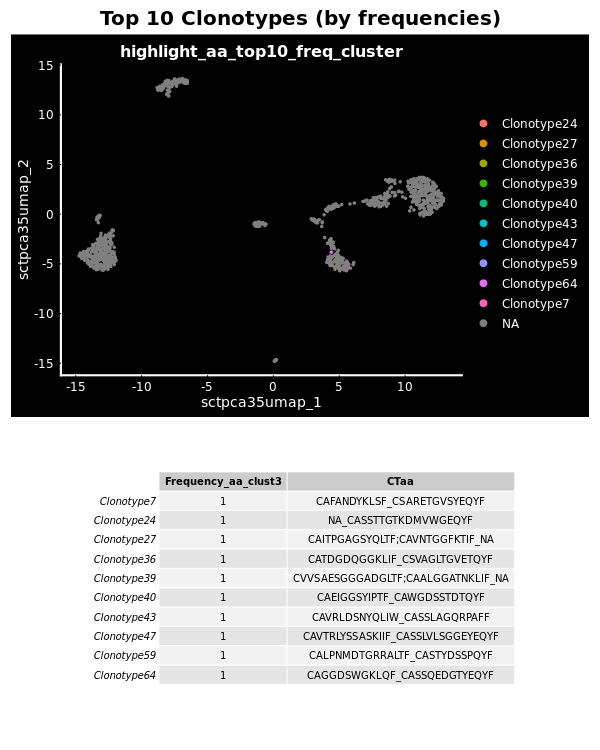 Top 10 Clonotypes (by frequencies)
highlight_aa_top10_freq_cluster
15
10
5
0
-5
-10
-15
sctpca35umap_2
-15 -10 -5 0 5 10
sctpca35umap_1
Clonotype24
Clonotype27
Clonotype36
Clonotype39
Clonotype40
Clonotype43
Clonotype47
Clonotype59
Clonotype64
Clonotype7
NA
Frequency_aa_clust3 CTaa
Clonotype7 1 CAFANDYKLSF_CSARETGVSYEQYF
Clonotype24 1 NA_CASSTTGTKDMVWGEQYF
Clonotype27 1 CAITPGAGSYQLTF;CAVNTGGFKTIF_NA
Clonotype36 1 CATDGDQGGKLIF_CSVAGLTGVETQYF
Clonotype39 1 CVVSAESGGGADGLTF;CAALGGATNKLIF_NA
Clonotype40 1 CAEIGGSYIPTF_CAWGDSSTDTQYF
Clonotype43 1 CAVRLDSNYQLIW_CASSLAGQRPAFF
Clonotype47 1 CAVTRLYSSASKIIF_CASSLVLSGGEYEQYF
Clonotype59 1 CALPNMDTGRRALTF_CASTYDSSPQYF
Clonotype64 1 CAGGDSWGKLQF_CASSQEDGTYEQYF